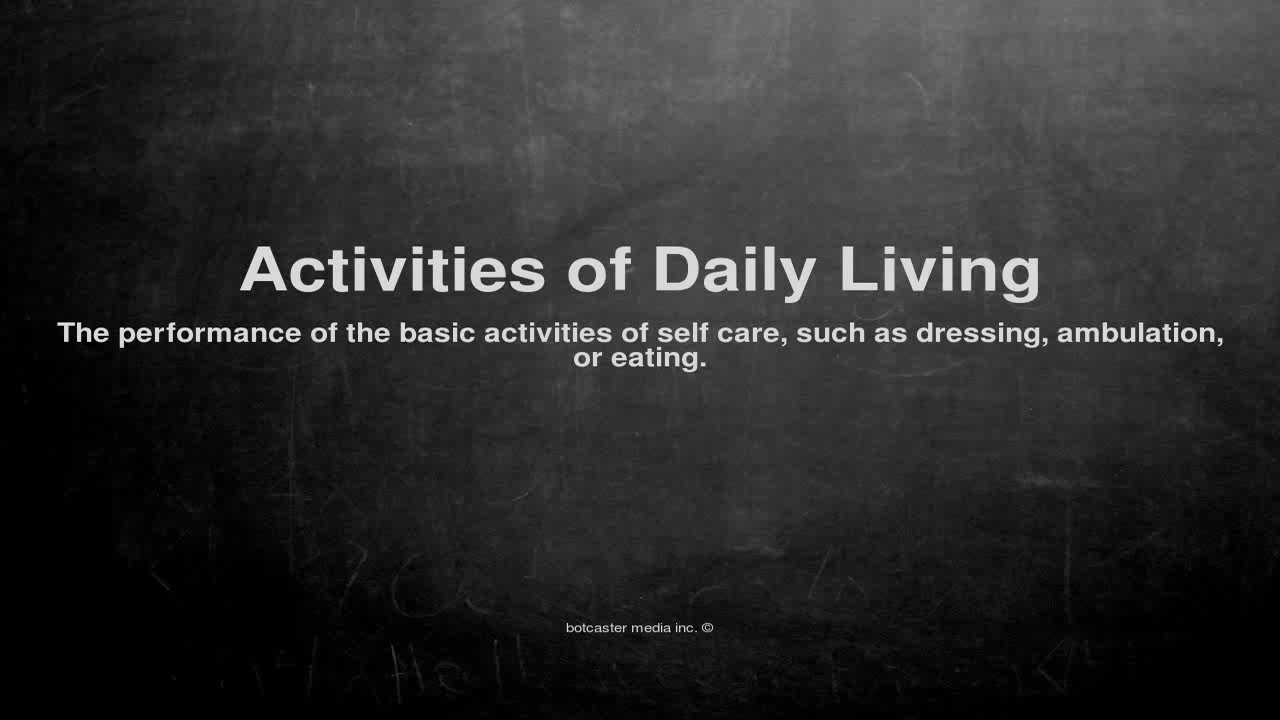 Activities of Daily Living
The performance of the basic activities of self care, such as dressing, ambulation,
or eating.
botcaster media inc. ©